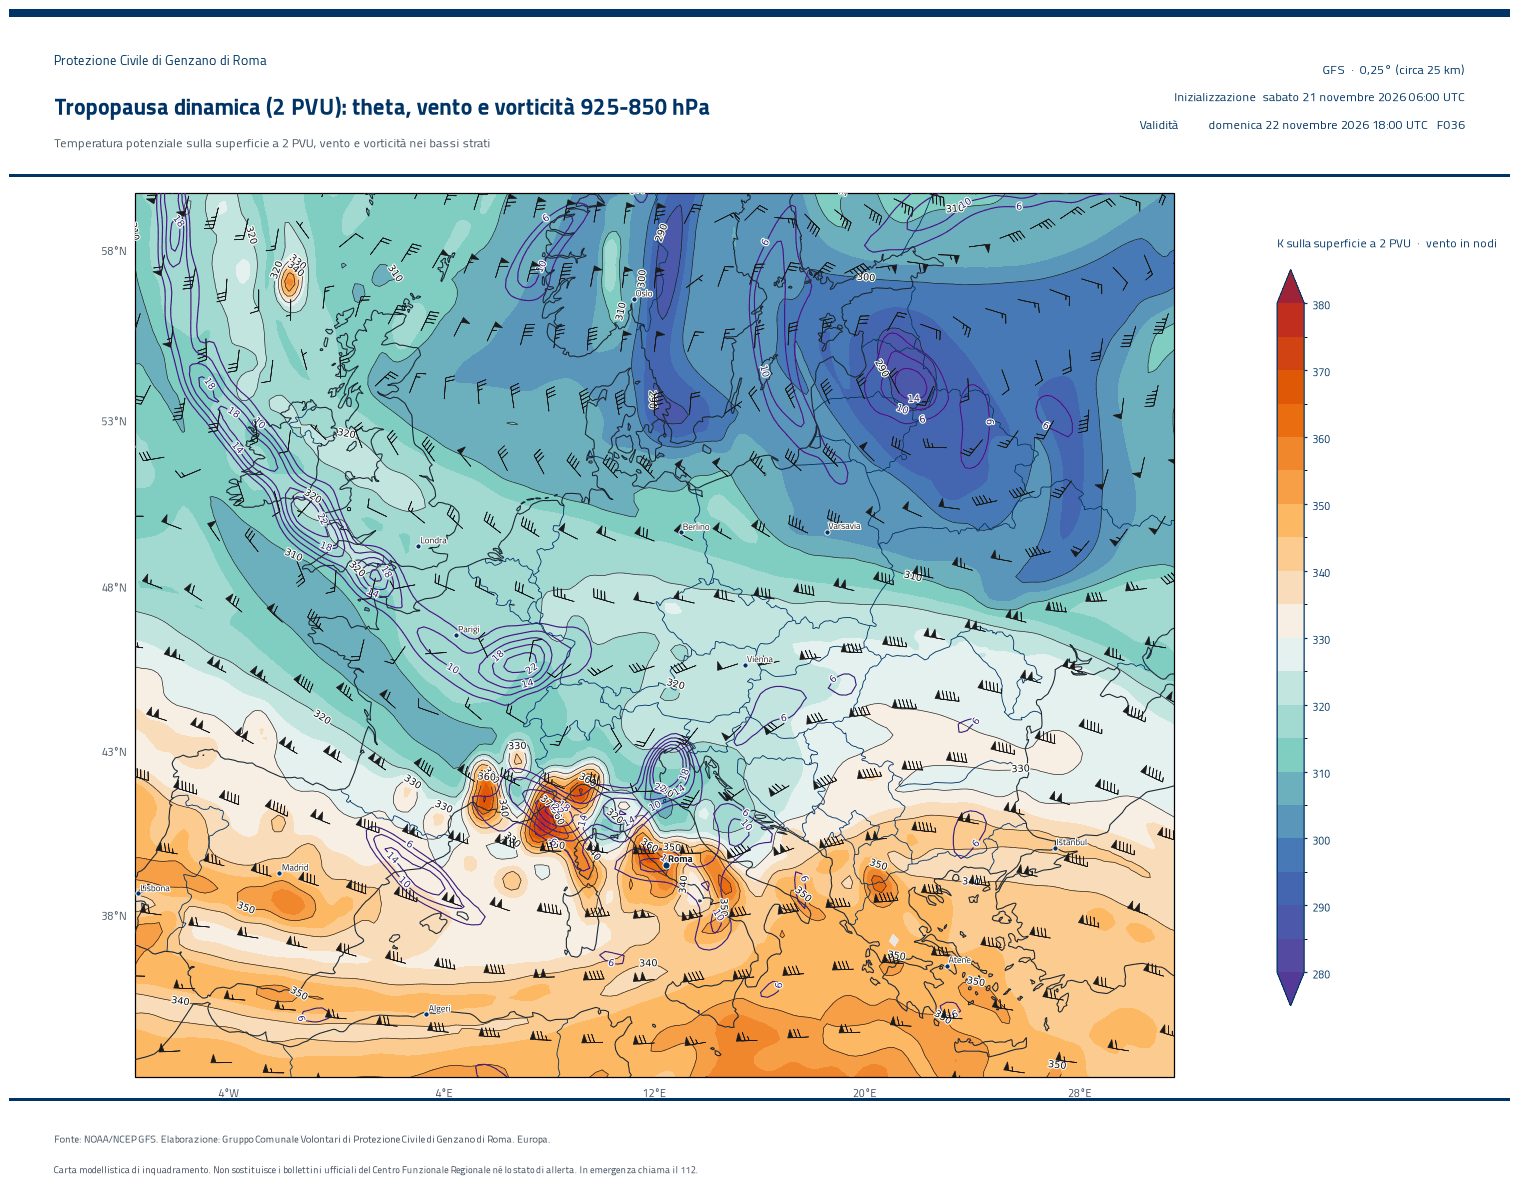 Protezione Civile di Genzano di Roma
Tropopausa dinamica (2 PVU): theta, vento e vorticità 925-850 hPa
Temperatura potenziale sulla superficie a 2 PVU, vento e vorticità nei bassi strati
GFS · 0,25° (circa 25 km)
Inizializzazione sabato 21 novembre 2026 06:00 UTC
Validità domenica 22 novembre 2026 18:00 UTC F036
K sulla superficie a 2 PVU · vento in nodi
380
370
360
350
340
330
320
310
300
290
280
58°N
53°N
48°N
43°N
38°N
4°W
4°E
12°E
20°E
28°E
Oslo
Londra
Berlino
Varsavia
Parigi
Vienna
Madrid
Lisbona
Roma
Istanbul
Atene
Algeri
Fonte: NOAA/NCEP GFS. Elaborazione: Gruppo Comunale Volontari di Protezione Civile di Genzano di Roma. Europa.
Carta modellistica di inquadramento. Non sostituisce i bollettini ufficiali del Centro Funzionale Regionale né lo stato di allerta. In emergenza chiama il 112.